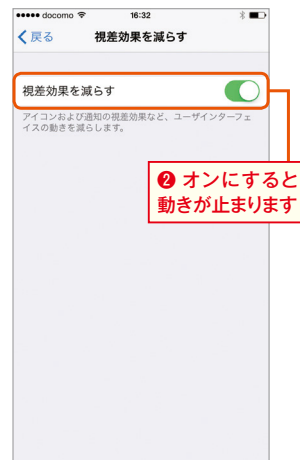 ●●●●● docomo 16:32
戻る 視差効果を減らす
視差効果を減らす
アイコンおよび通知の視差効果など、ユーザインターフェ
イスの動きを減らします。
❷ オンにすると
動きが止まります